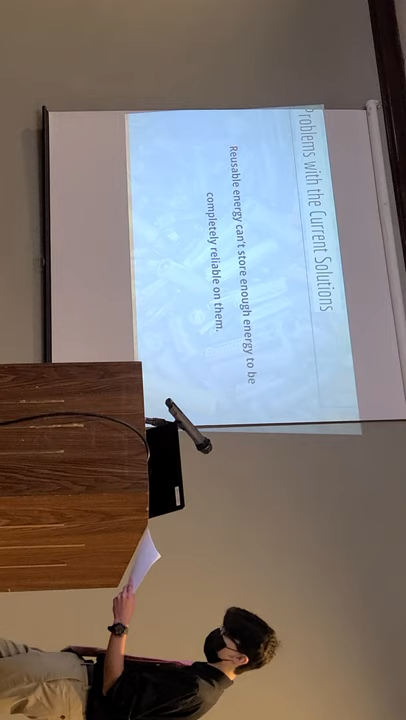 Problems with the Current Solutions
Reusable energy can't store enough energy to be
completely reliable on them.